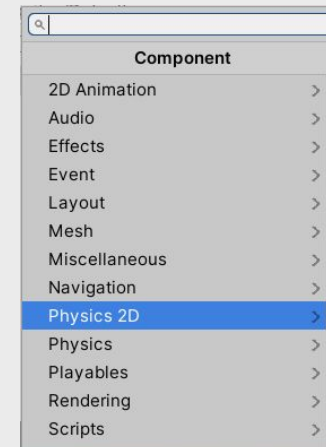 Component
2D Animation
Audio
Effects
Event
Layout
Mesh
Miscellaneous
Navigation
Physics 2D
Physics
Playables
Rendering
Scripts